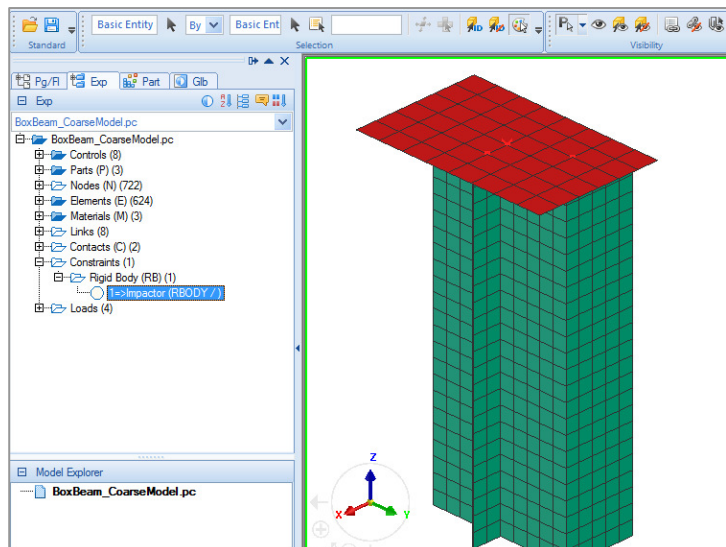 Basic Entity
By
Basic Ent
ID
Standard
Selection
Visibility
Pg/Fl
Exp
Part
Glb
Exp
BoxBeam_CoarseModel.pc
BoxBeam_CoarseModel.pc
Controls (8)
Parts (P) (3)
Nodes (N) (722)
Elements (E) (624)
Materials (M) (3)
Links (8)
Contacts (C) (2)
Constraints (1)
Rigid Body (RB) (1)
1=>Impactor (RBODY / )
Loads (4)
Model Explorer
BoxBeam_CoarseModel.pc
Z
X
Y